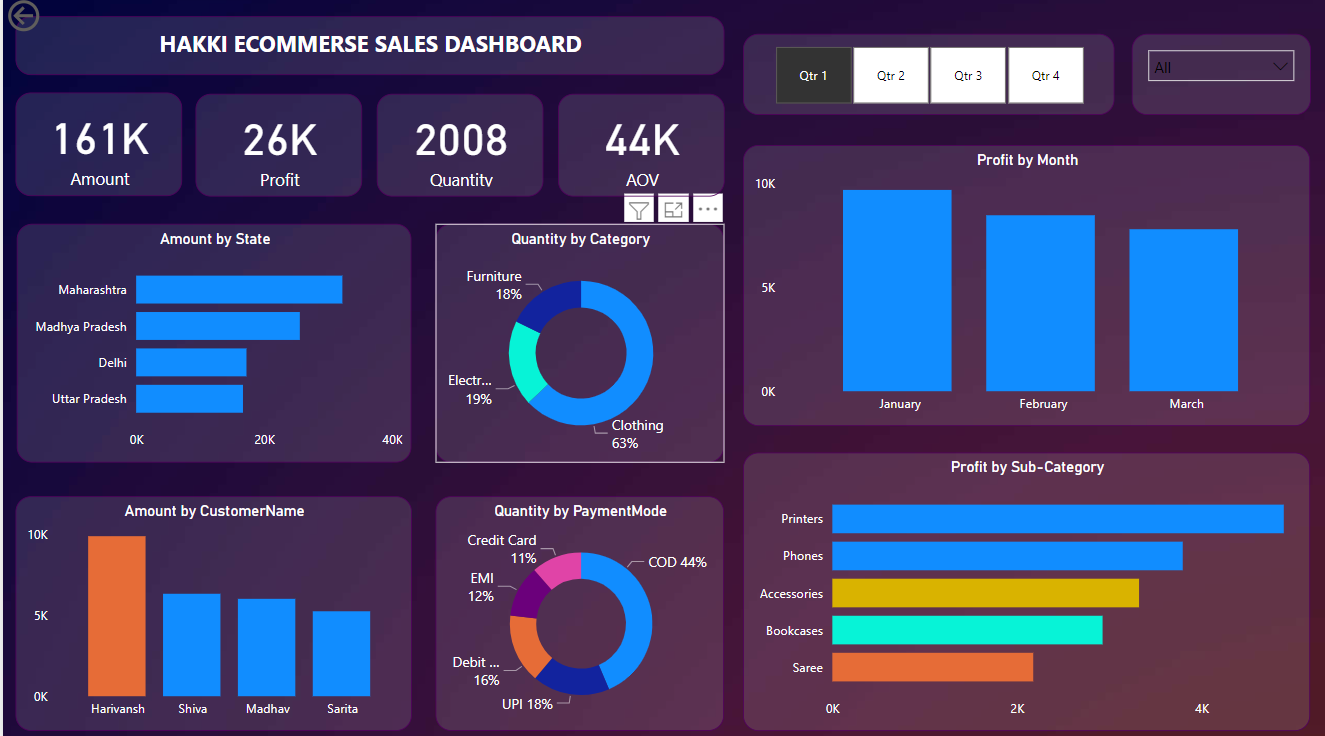 HAKKI ECOMMERSE SALES DASHBOARD
Qtr 1
Qtr 2
Qtr 3
Qtr 4
All
161K
Amount
26K
Profit
2008
Quantity
44K
AOV
Amount by State
Maharashtra
Madhya Pradesh
Delhi
Uttar Pradesh
0K
20K
40K
Quantity by Category
Furniture
18%
Electr...
19%
Clothing
63%
Profit by Month
10K
5K
0K
January
February
March
Amount by CustomerName
10K
5K
0K
Harivansh
Shiva
Madhav
Sarita
Quantity by PaymentMode
Credit Card
11%
COD 44%
EMI
12%
Debit ...
16%
UPI 18%
Profit by Sub-Category
Printers
Phones
Accessories
Bookcases
Saree
0K
2K
4K